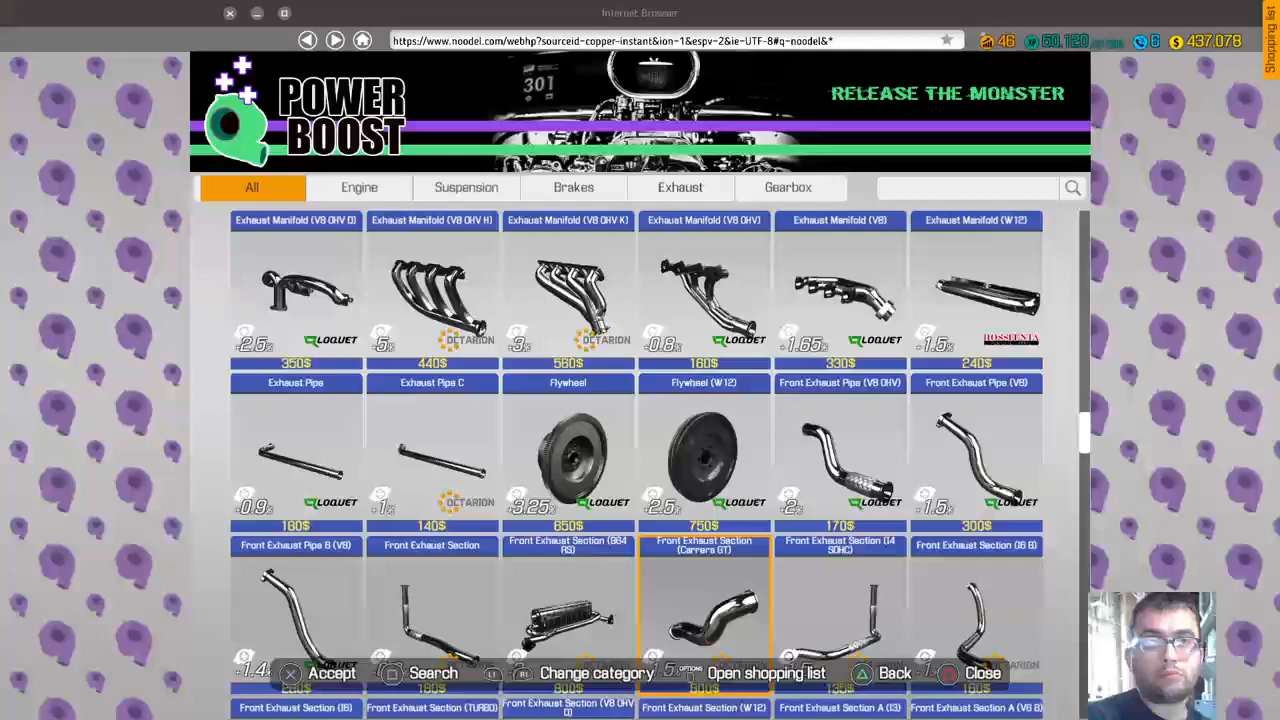 Internet Browser
https://www.noodel.com/webhp?sourceid-copper-instant&ion-1&espv-2&ie-UTF-8#q-noodel&*
46
6
437.078
Shopping list
POWER
BOOST
301
RELEASE THE MONSTER
All
Engine
Suspension
Brakes
Exhaust
Gearbox
Exhaust Manifold (V8 OHV D)
Exhaust Manifold (V8 OHV H)
Exhaust Manifold (V8 OHV K)
Exhaust Manifold (V8 OHV)
Exhaust Manifold (V8)
Exhaust Manifold (W12)
+2.5% LOQUET
+5% OCTARION
+3% OCTARION
+0.8% LOQUET
+1.65% LOQUET
+1.5%
350$
440$
560$
160$
330$
240$
Exhaust Pipe
Exhaust Pipe C
Flywheel
Flywheel (W12)
Front Exhaust Pipe (V8 OHV)
Front Exhaust Pipe (V8)
+0.9% LOQUET
+1% OCTARION
+3.25% LOQUET
+2.5% LOQUET
+2% LOQUET
+1.5% LOQUET
180$
140$
650$
750$
170$
300$
Front Exhaust Pipe B (V8)
Front Exhaust Section
Front Exhaust Section (964 RS)
Front Exhaust Section (Carrera GT)
Front Exhaust Section (I4 SOHC)
Front Exhaust Section (I6 B)
Accept
Search
L1
R1
Change category
OPTIONS
Open shopping list
Back
Close
Front Exhaust Section (I6)
Front Exhaust Section (TURBO)
Front Exhaust Section (V8 OHV D)
Front Exhaust Section (W12)
Front Exhaust Section A (I3)
Front Exhaust Section A (V6 B)